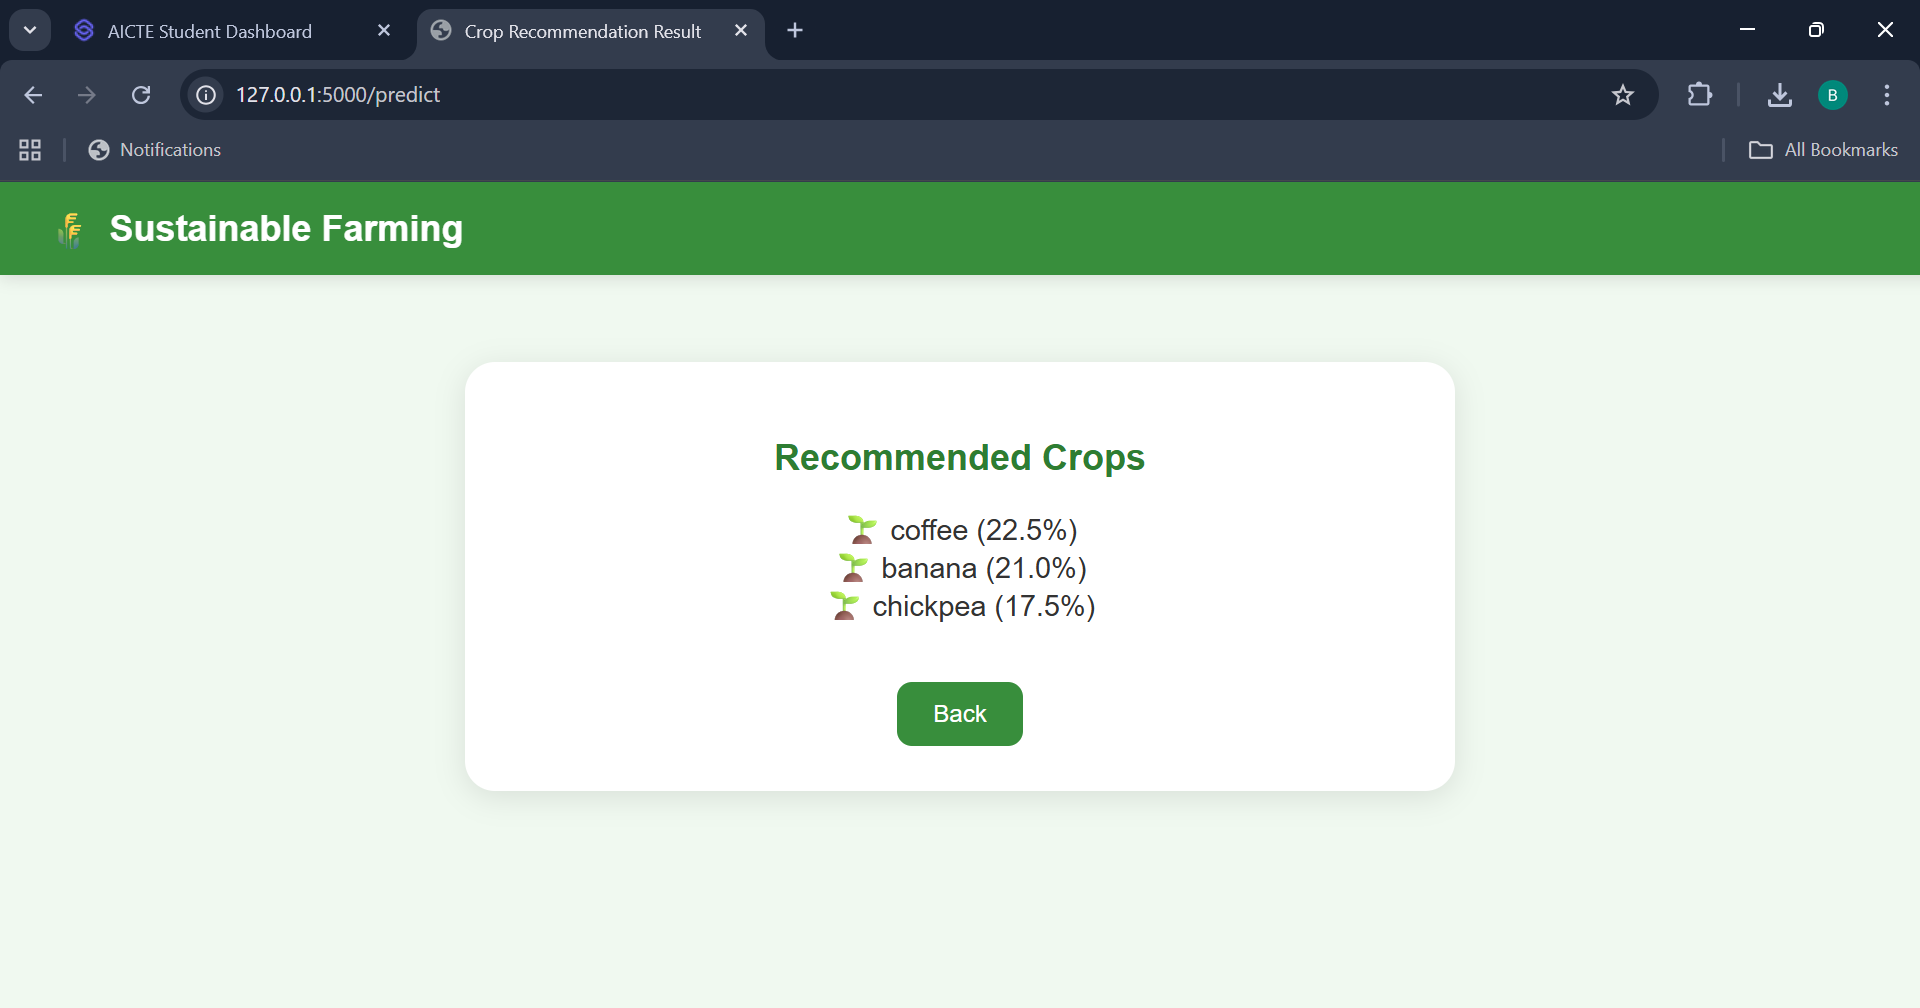 AICTE Student Dashboard
Crop Recommendation Result
127.0.0.1:5000/predict
B
Notifications
All Bookmarks
Sustainable Farming
Recommended Crops
coffee (22.5%)
banana (21.0%)
chickpea (17.5%)
Back